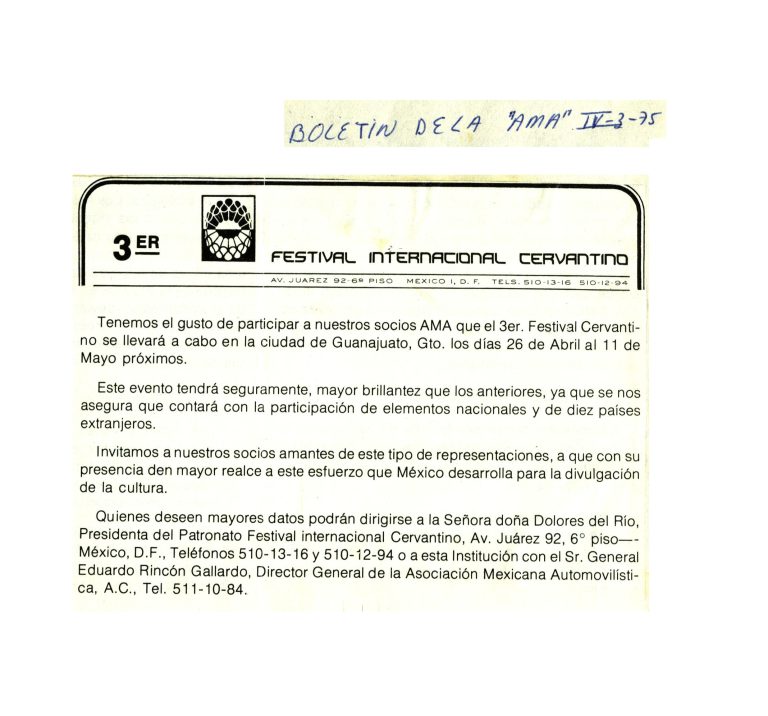 BOLETIN DE LA "AMA" IV-3-75
3ER
FESTIVAL INTERNACIONAL CERVANTINO
AV. JUAREZ 92-6º PISO MEXICO 1, D. F. TELS. 510-13-16 510-12-94
Tenemos el gusto de participar a nuestros socios AMA que el 3er. Festival Cervanti-
no se llevará a cabo en la ciudad de Guanajuato, Gto. los días 26 de Abril al 11 de
Mayo próximos.
Este evento tendrá seguramente, mayor brillantez que los anteriores, ya que se nos
asegura que contará con la participación de elementos nacionales y de diez países
extranjeros.
Invitamos a nuestros socios amantes de este tipo de representaciones, a que con su
presencia den mayor realce a este esfuerzo que México desarrolla para la divulgación
de la cultura.
Quienes deseen mayores datos podrán dirigirse a la Señora doña Dolores del Río,
Presidenta del Patronato Festival internacional Cervantino, Av. Juárez 92, 6° piso—-
México, D.F., Teléfonos 510-13-16 y 510-12-94 o a esta Institución con el Sr. General
Eduardo Rincón Gallardo, Director General de la Asociación Mexicana Automovilísti-
ca, A.C., Tel. 511-10-84.